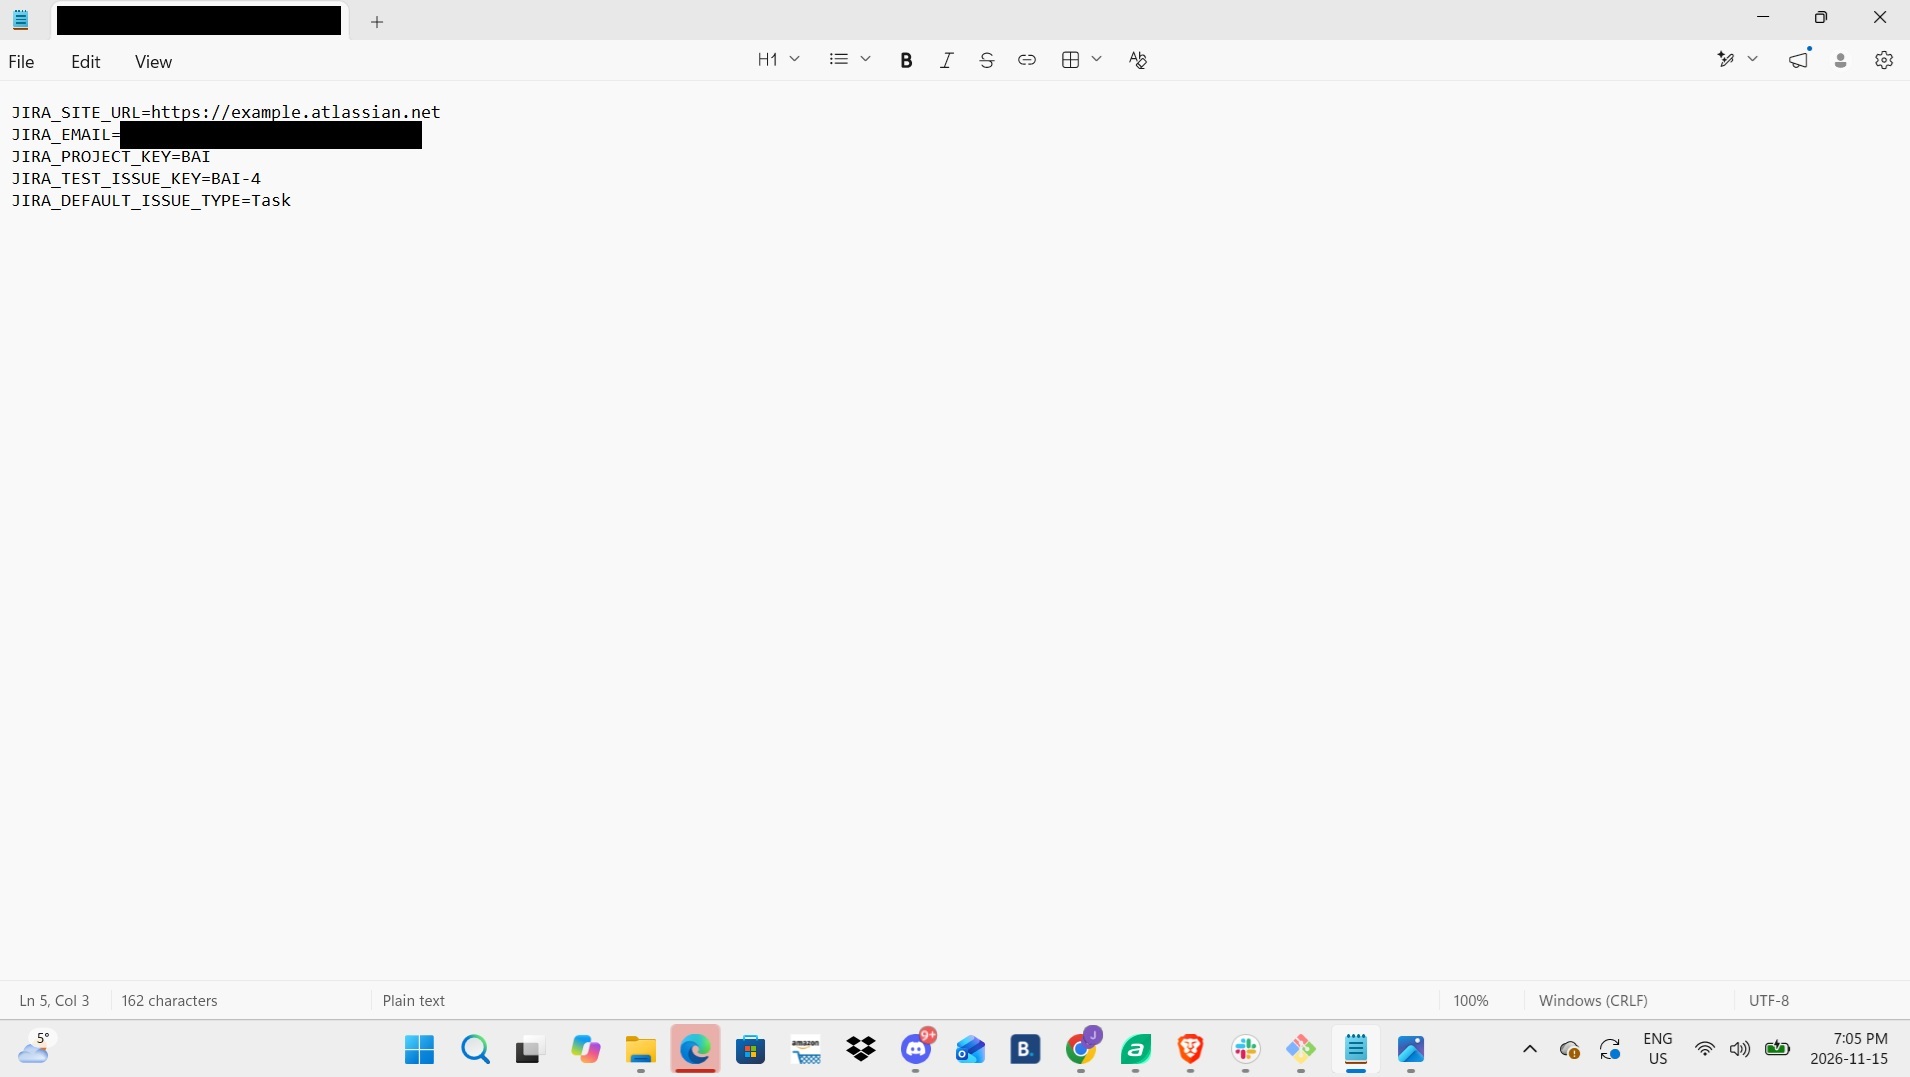 File Edit View H1
JIRA_SITE_URL=https://example.atlassian.net
JIRA_EMAIL=
JIRA_PROJECT_KEY=BAI
JIRA_TEST_ISSUE_KEY=BAI-4
JIRA_DEFAULT_ISSUE_TYPE=Task
Ln 5, Col 3 162 characters Plain text 100% Windows (CRLF) UTF-8
5° amazon 9+ B. J a ENG 7:05 PM
US 2026-11-15